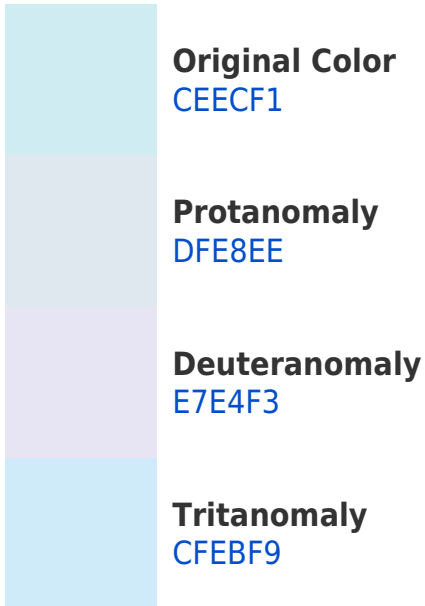 Original Color
CEECF1
Protanomaly
DFE8EE
Deuteranomaly
E7E4F3
Tritanomaly
CFEBF9